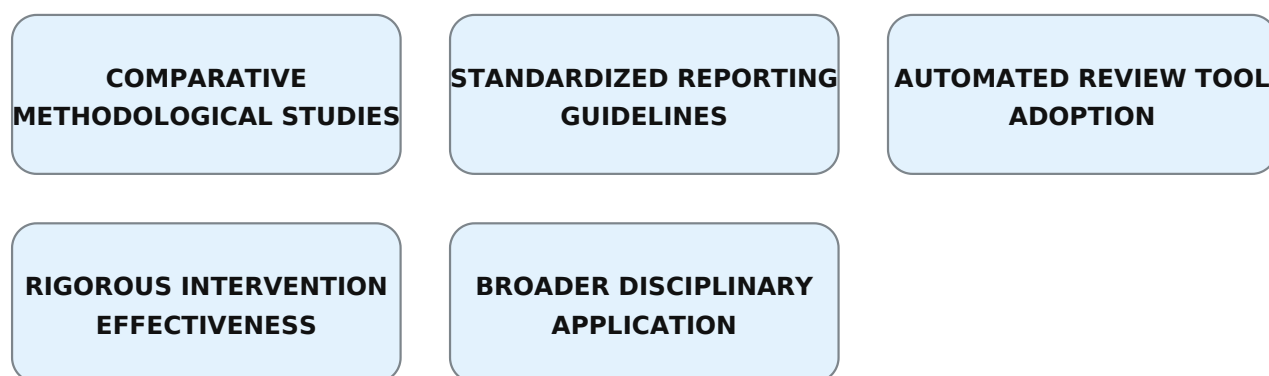 COMPARATIVE
METHODOLOGICAL STUDIES
STANDARDIZED REPORTING
GUIDELINES
AUTOMATED REVIEW TOOL
ADOPTION
RIGOROUS INTERVENTION
EFFECTIVENESS
BROADER DISCIPLINARY
APPLICATION